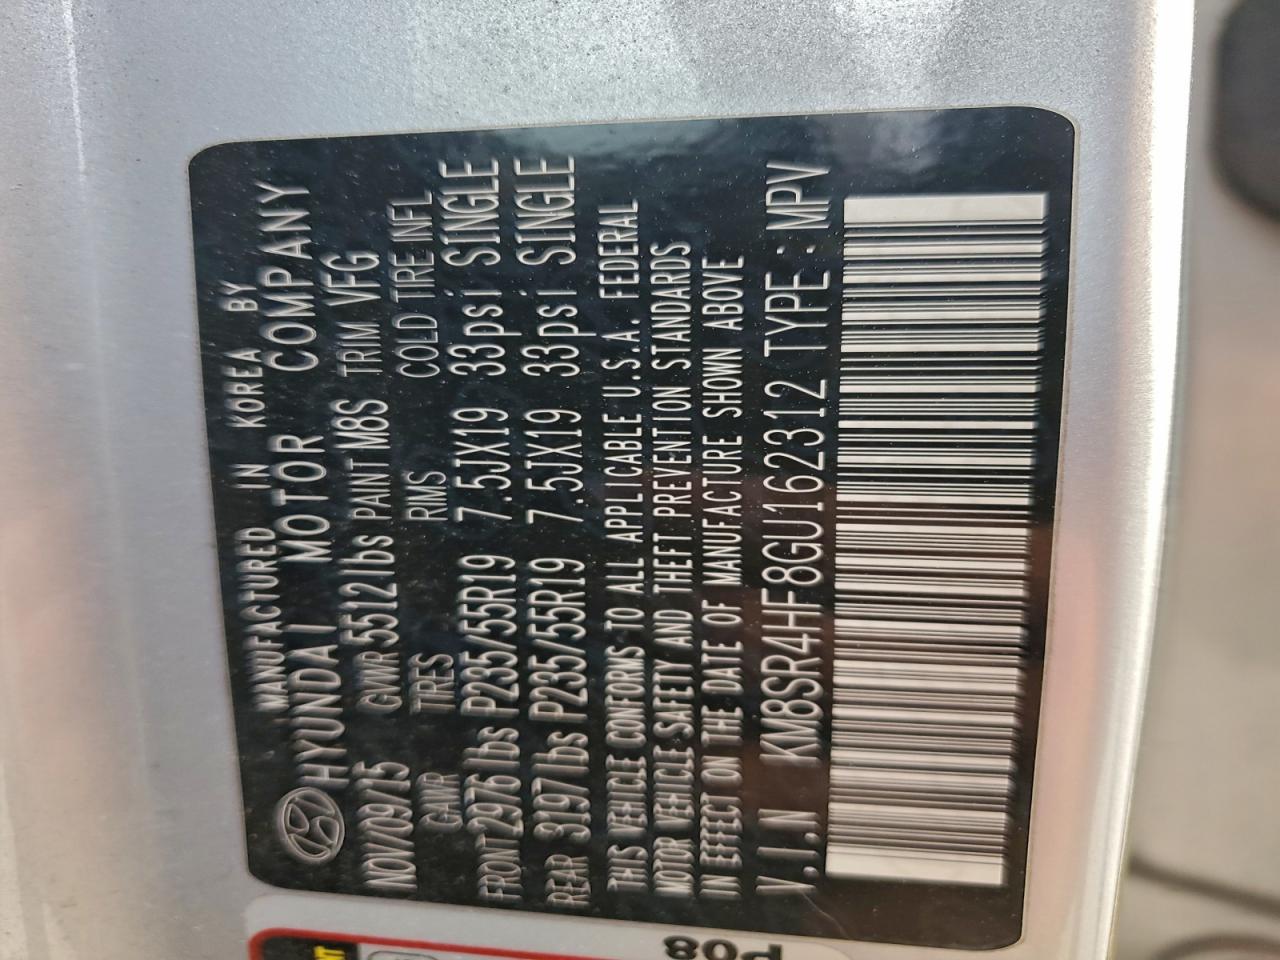 MANUFACTURED IN KOREA BY
HYUNDAI MOTOR COMPANY
NOV/09/15 GVWR 5512 lbs PAINT M8S TRIM VFG
GAWR TIRES RIMS COLD TIRE INFL
FRONT 2976 lbs P235/55R19 7.5JX19 33psi SINGLE
REAR 3197 lbs P235/55R19 7.5JX19 33psi SINGLE
THIS VEHICLE CONFORMS TO ALL APPLICABLE U.S.A. FEDERAL
MOTOR VEHICLE SAFETY AND THEFT PREVENTION STANDARDS
IN EFFECT ON THE DATE OF MANUFACTURE SHOWN ABOVE
V.I.N KM8SR4HF8GU162312 TYPE : MPV
P08